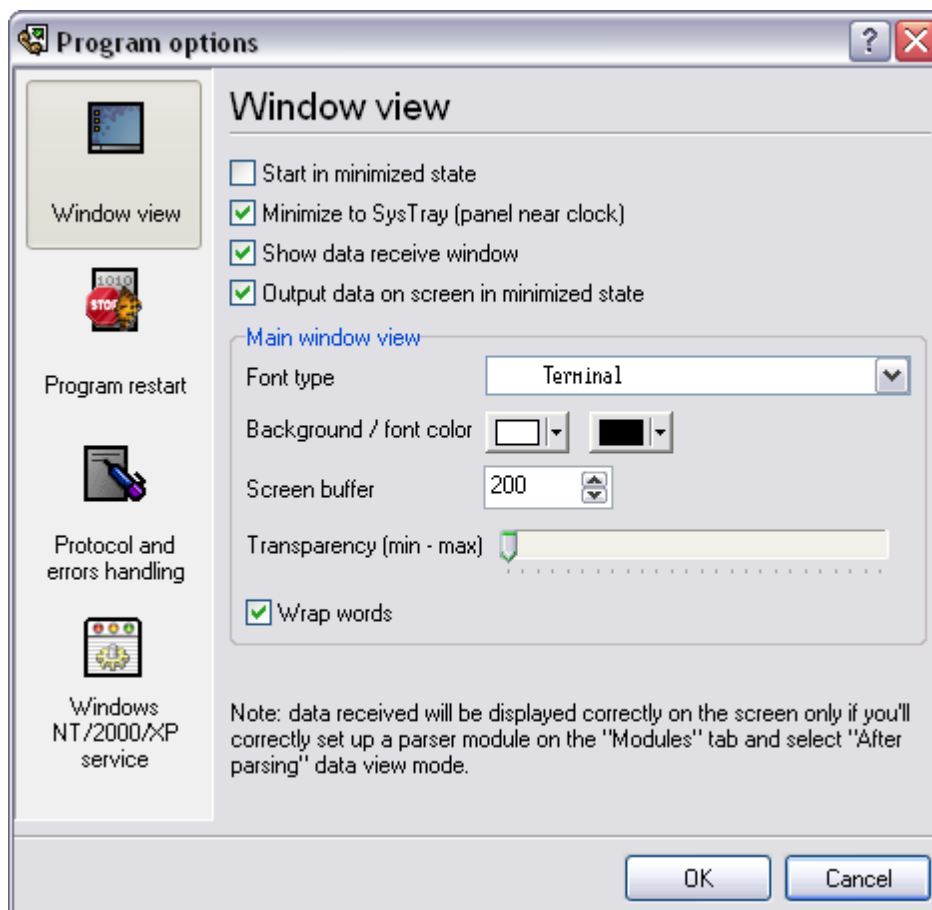 Program options
Window view
Start in minimized state
Window view
Minimize to SysTray (panel near clock)
Show data receive window
1010
STOP
Output data on screen in minimized state
Main window view
Program restart
Font type
Terminal
Background / font color
Screen buffer
200
Protocol and
errors handling
Transparency (min - max)
Wrap words
Windows
NT/2000/XP
service
Note: data received will be displayed correctly on the screen only if you'll
correctly set up a parser module on the "Modules" tab and select "After
parsing" data view mode.
OK
Cancel